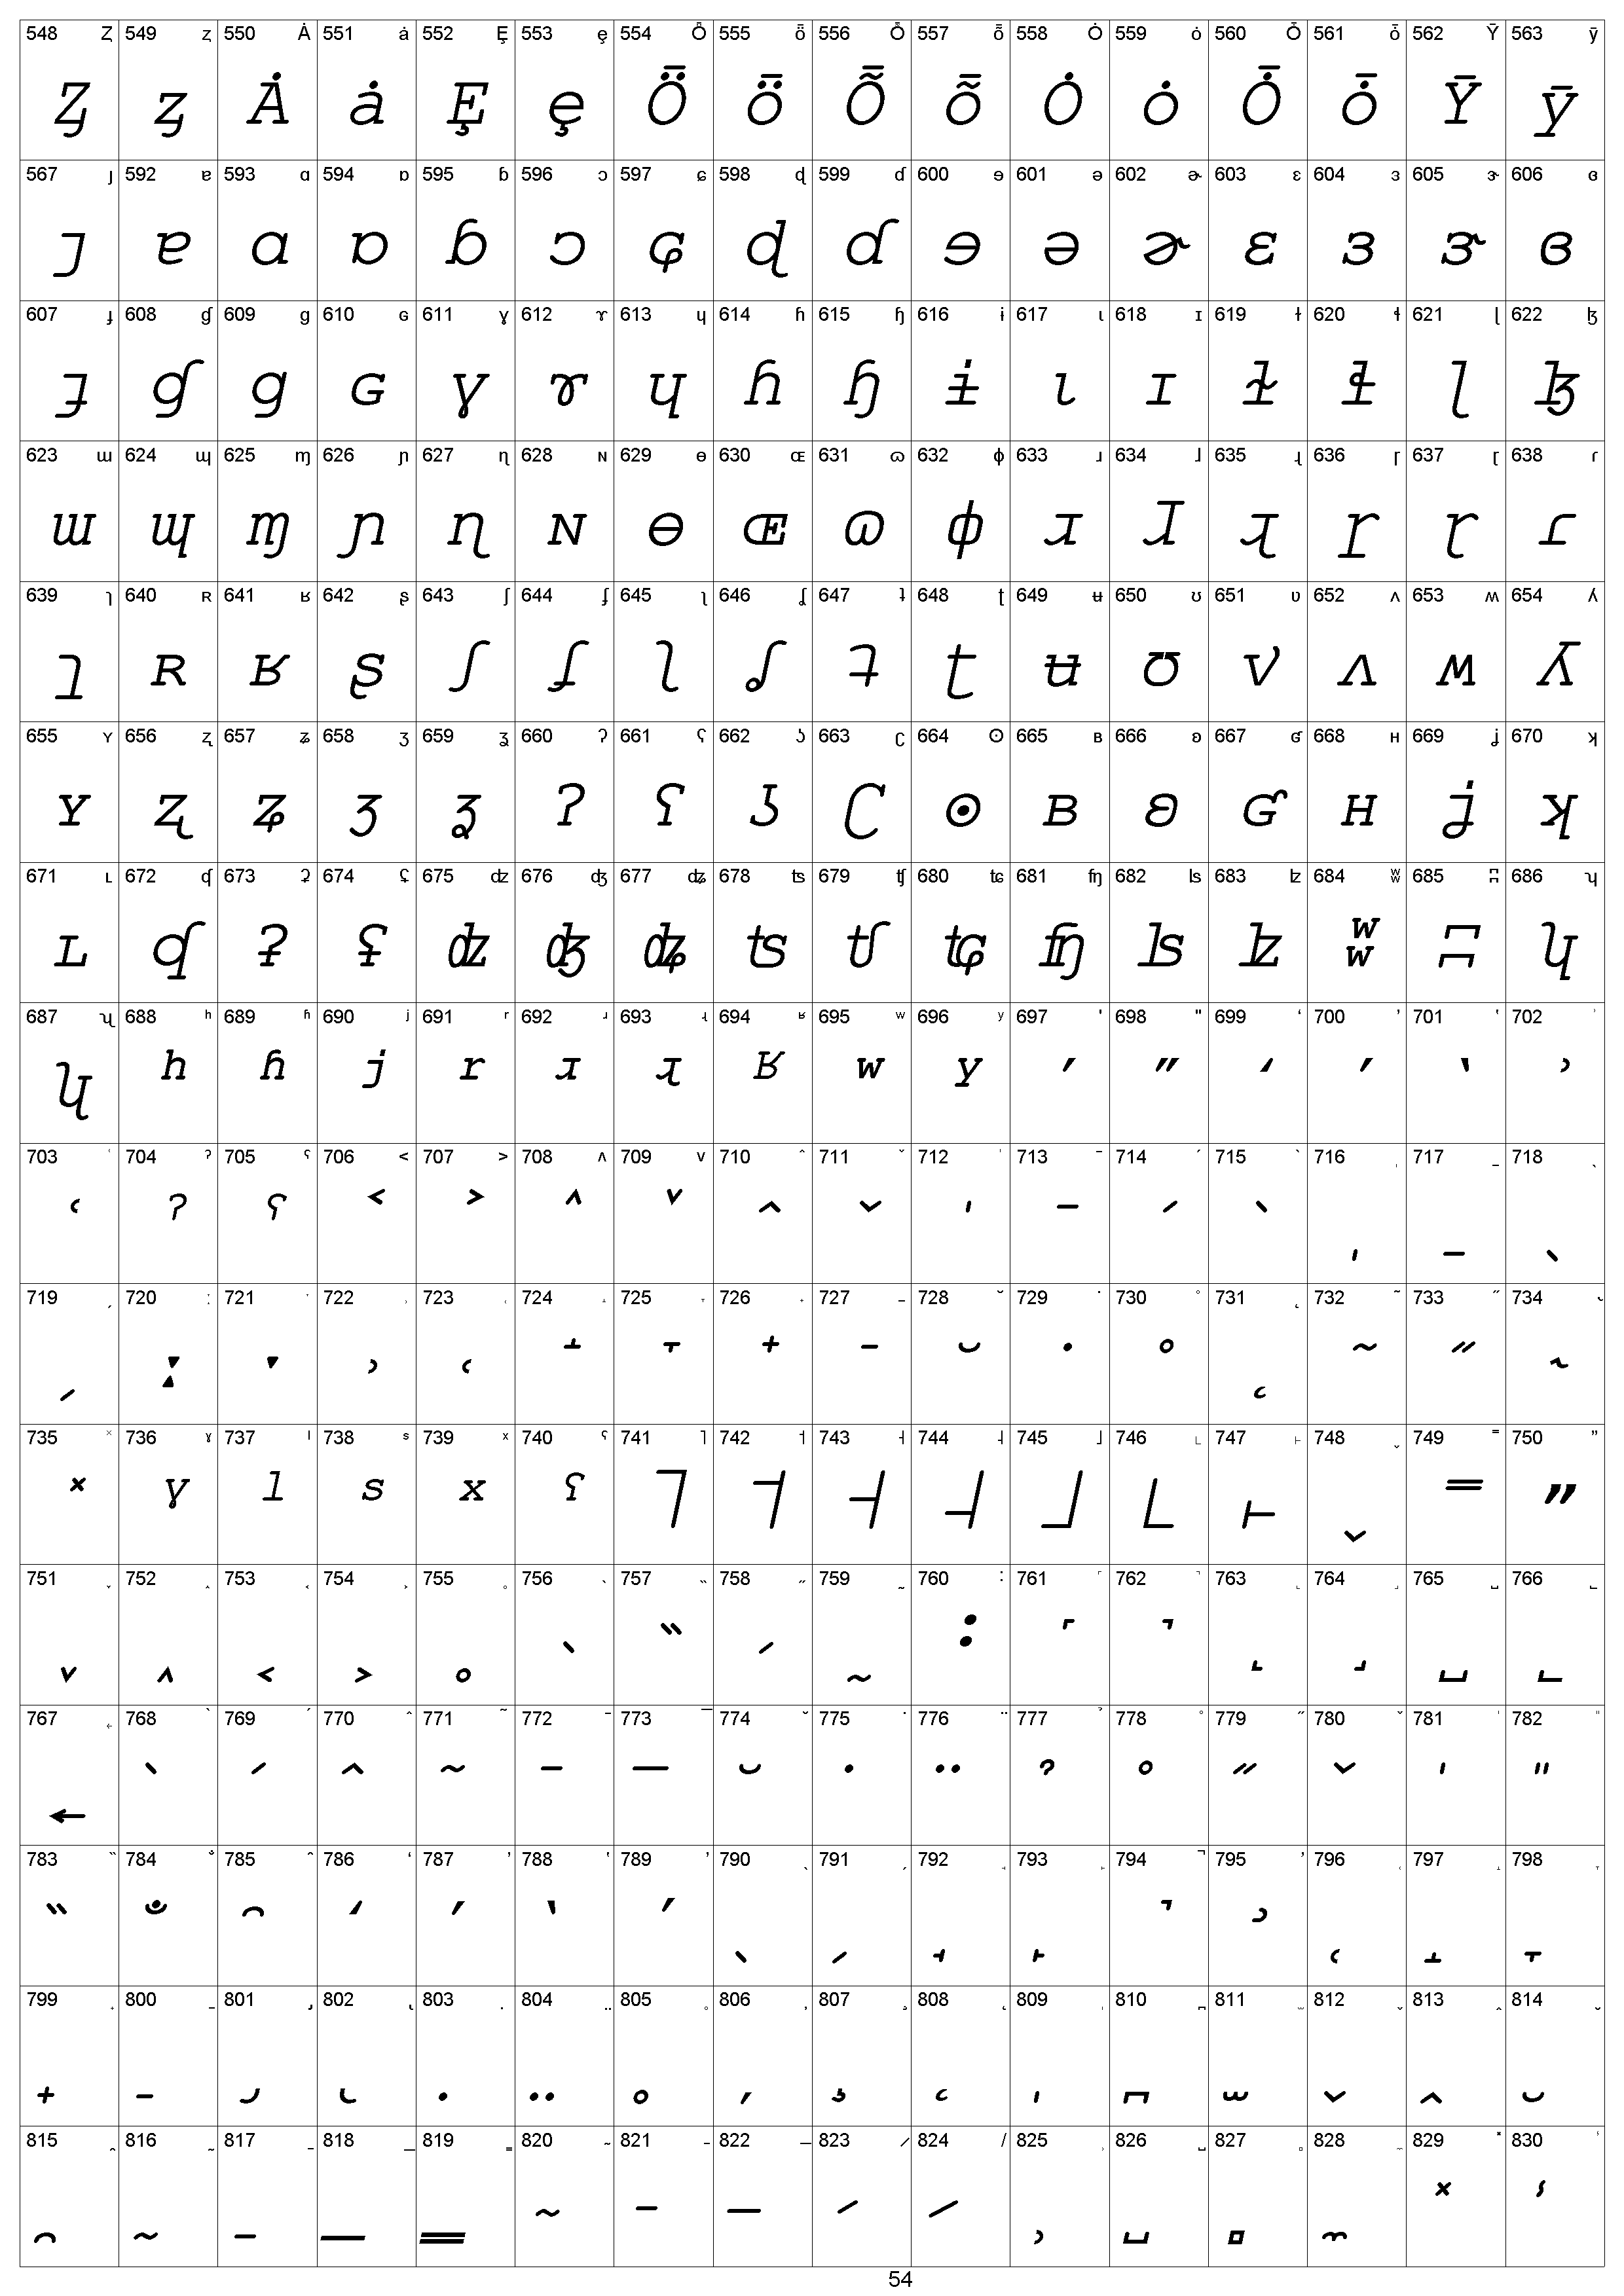 548 Ȥ 549 ȥ 550 Ȧ 551 ȧ 552 Ȩ 553 ȩ 554 Ȫ 555 ȫ 556 Ȭ 557 ȭ 558 Ȯ 559 ȯ 560 Ȱ 561 ȱ 562 Ȳ 563 ȳ
Ȥ ȥ Ȧ ȧ Ȩ ȩ Ȫ ȫ Ȭ ȭ Ȯ ȯ Ȱ ȱ Ȳ ȳ
567 ȷ 592 ɐ 593 ɑ 594 ɒ 595 ɓ 596 ɔ 597 ɕ 598 ɖ 599 ɗ 600 ɘ 601 ə 602 ɚ 603 ɛ 604 ɜ 605 ɝ 606 ɞ
ȷ ɐ ɑ ɒ ɓ ɔ ɕ ɖ ɗ ɘ ə ɚ ɛ ɜ ɝ ɞ
607 ɟ 608 ɠ 609 ɡ 610 ɢ 611 ɣ 612 ɤ 613 ɥ 614 ɦ 615 ɧ 616 ɨ 617 ɩ 618 ɪ 619 ɫ 620 ɬ 621 ɭ 622 ɮ
ɟ ɠ ɡ ɢ ɣ ɤ ɥ ɦ ɧ ɨ ɩ ɪ ɫ ɬ ɭ ɮ
623 ɯ 624 ɰ 625 ɱ 626 ɲ 627 ɳ 628 ɴ 629 ɵ 630 ɶ 631 ɷ 632 ɸ 633 ɹ 634 ɺ 635 ɻ 636 ɼ 637 ɽ 638 ɾ
ɯ ɰ ɱ ɲ ɳ ɴ ɵ ɶ ɷ ɸ ɹ ɺ ɻ ɼ ɽ ɾ
639 ɿ 640 ʀ 641 ʁ 642 ʂ 643 ʃ 644 ʄ 645 ʅ 646 ʆ 647 ʇ 648 ʈ 649 ʉ 650 ʊ 651 ʋ 652 ʌ 653 ʍ 654 ʎ
ɿ ʀ ʁ ʂ ʃ ʄ ʅ ʆ ʇ ʈ ʉ ʊ ʋ ʌ ʍ ʎ
655 ʏ 656 ʐ 657 ʑ 658 ʒ 659 ʓ 660 ʔ 661 ʕ 662 ʖ 663 ʗ 664 ʘ 665 ʙ 666 ʚ 667 ʛ 668 ʜ 669 ʝ 670 ʞ
ʏ ʐ ʑ ʒ ʓ ʔ ʕ ʖ ʗ ʘ ʙ ʚ ʛ ʜ ʝ ʞ
671 ʟ 672 ʠ 673 ʡ 674 ʢ 675 ʣ 676 ʤ 677 ʥ 678 ʦ 679 ʧ 680 ʨ 681 ʩ 682 ʪ 683 ʫ 684 ʬ 685 ʭ 686 ʮ
ʟ ʠ ʡ ʢ ʣ ʤ ʥ ʦ ʧ ʨ ʩ ʪ ʫ ʬ ʭ ʮ
687 ʯ 688 ʰ 689 ʱ 690 ʲ 691 ʳ 692 ʴ 693 ʵ 694 ʶ 695 ʷ 696 ʸ 697 ʹ 698 ʺ 699 ʻ 700 ʼ 701 ʽ 702 ʾ
ʯ ʰ ʱ ʲ ʳ ʴ ʵ ʶ ʷ ʸ ʹ ʺ ʻ ʼ ʽ ʾ
703 ʿ 704 ˀ 705 ˁ 706 ˂ 707 ˃ 708 ˄ 709 ˅ 710 ˆ 711 ˇ 712 ˈ 713 ˉ 714 ˊ 715 ˋ 716 ˌ 717 ˍ 718 ˎ
ʿ ˀ ˁ ˂ ˃ ˄ ˅ ˆ ˇ ˈ ˉ ˊ ˋ ˌ ˍ ˎ
719 ˏ 720 ː 721 ˑ 722 ˒ 723 ˓ 724 ˔ 725 ˕ 726 ˖ 727 ˗ 728 ˘ 729 ˙ 730 ˚ 731 ˛ 732 ˜ 733 ˝ 734 ˞
ˏ ː ˑ ˒ ˓ ˔ ˕ ˖ ˗ ˘ ˙ ˚ ˛ ˜ ˝ ˞
735 ˟ 736 ˠ 737 ˡ 738 ˢ 739 ˣ 740 ˤ 741 ˥ 742 ˦ 743 ˧ 744 ˨ 745 ˩ 746 ˪ 747 ˫ 748 ˬ 749 ˭ 750 ˮ
˟ ˠ ˡ ˢ ˣ ˤ ˥ ˦ ˧ ˨ ˩ ˪ ˫ ˬ ˭ ˮ
751 ˯ 752 ˰ 753 ˱ 754 ˲ 755 ˳ 756 ˴ 757 ˵ 758 ˶ 759 ˷ 760 ˸ 761 ˹ 762 ˺ 763 ˻ 764 ˼ 765 ˽ 766 ˾
˯ ˰ ˱ ˲ ˳ ˴ ˵ ˶ ˷ ˸ ˹ ˺ ˻ ˼ ˽ ˾
767 ˿ 768 ̀ 769 ́ 770 ̂ 771 ̃ 772 ̄ 773 ̅ 774 ̆ 775 ̇ 776 ̈ 777 ̉ 778 ̊ 779 ̋ 780 ̌ 781 ̍ 782 ̎
˿ ̀ ́ ̂ ̃ ̄ ̅ ̆ ̇ ̈ ̉ ̊ ̋ ̌ ̍ ̎
783 ̏ 784 ̐ 785 ̑ 786 ̒ 787 ̓ 788 ̔ 789 ̕ 790 ̖ 791 ̗ 792 ̘ 793 ̙ 794 ̚ 795 ̛ 796 ̜ 797 ̝ 798 ̞
̏ ̐ ̑ ̒ ̓ ̔ ̕ ̖ ̗ ̘ ̙ ̚ ̛ ̜ ̝ ̞
799 ̟ 800 ̠ 801 ̡ 802 ̢ 803 ̣ 804 ̤ 805 ̥ 806 ̦ 807 ̧ 808 ̨ 809 ̩ 810 ̪ 811 ̫ 812 ̬ 813 ̭ 814 ̮
̟ ̠ ̡ ̢ ̣ ̤ ̥ ̦ ̧ ̨ ̩ ̪ ̫ ̬ ̭ ̮
815 ̯ 816 ̰ 817 ̱ 818 ̲ 819 ̳ 820 ̴ 821 ̵ 822 ̶ 823 ̷ 824 ̸ 825 ̹ 826 ̺ 827 ̻ 828 ̼ 829 ̽ 830 ̾
̯ ̰ ̱ ̲ ̳ ̴ ̵ ̶ ̷ ̸ ̹ ̺ ̻ ̼ ̽ ̾
54